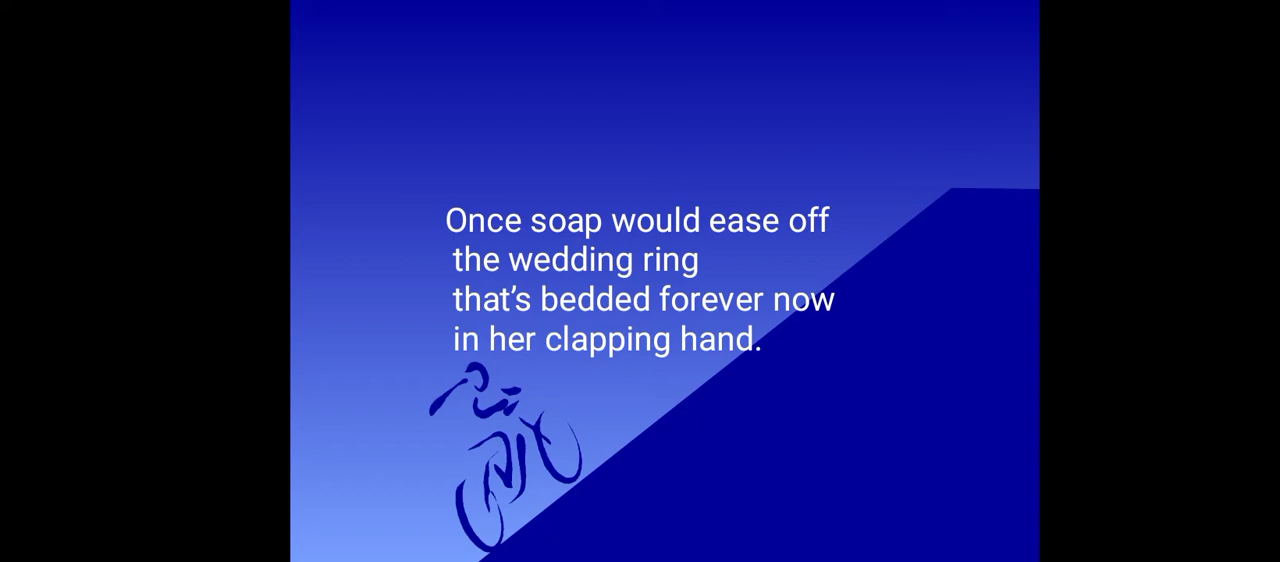 Once soap would ease off
the wedding ring
that’s bedded forever now
in her clapping hand.